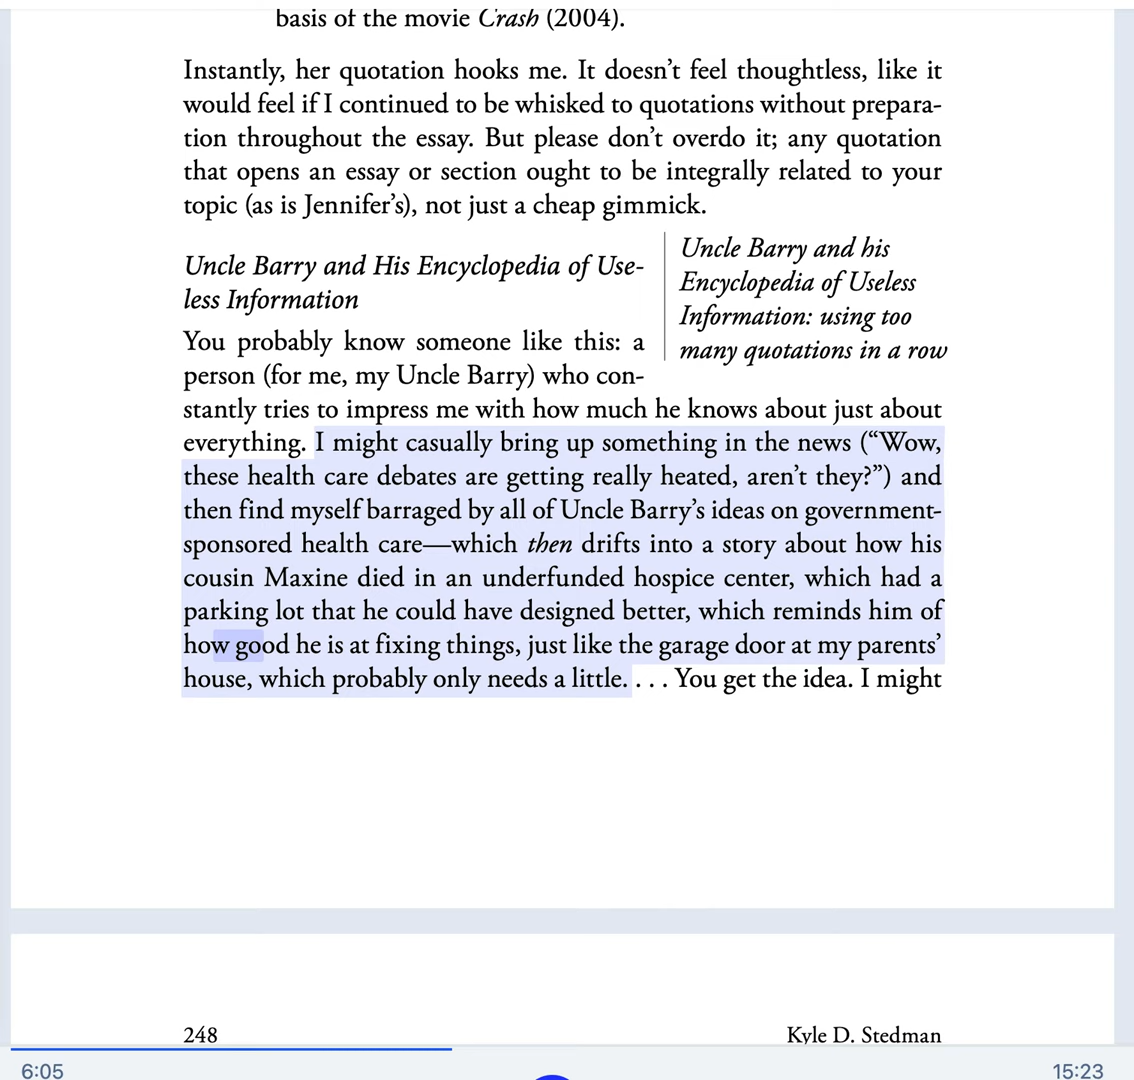 basis of the movie Crash (2004).
Instantly, her quotation hooks me. It doesn’t feel thoughtless, like it
would feel if I continued to be whisked to quotations without prepara-
tion throughout the essay. But please don’t overdo it; any quotation
that opens an essay or section ought to be integrally related to your
topic (as is Jennifer’s), not just a cheap gimmick.
Uncle Barry and His Encyclopedia of Use-
less Information
Uncle Barry and his
Encyclopedia of Useless
Information: using too
many quotations in a row
You probably know someone like this: a
person (for me, my Uncle Barry) who con-
stantly tries to impress me with how much he knows about just about
everything. I might casually bring up something in the news (“Wow,
these health care debates are getting really heated, aren’t they?”) and
then find myself barraged by all of Uncle Barry’s ideas on government-
sponsored health care—which then drifts into a story about how his
cousin Maxine died in an underfunded hospice center, which had a
parking lot that he could have designed better, which reminds him of
how good he is at fixing things, just like the garage door at my parents’
house, which probably only needs a little. . . . You get the idea. I might
248
Kyle D. Stedman
6:05
15:23